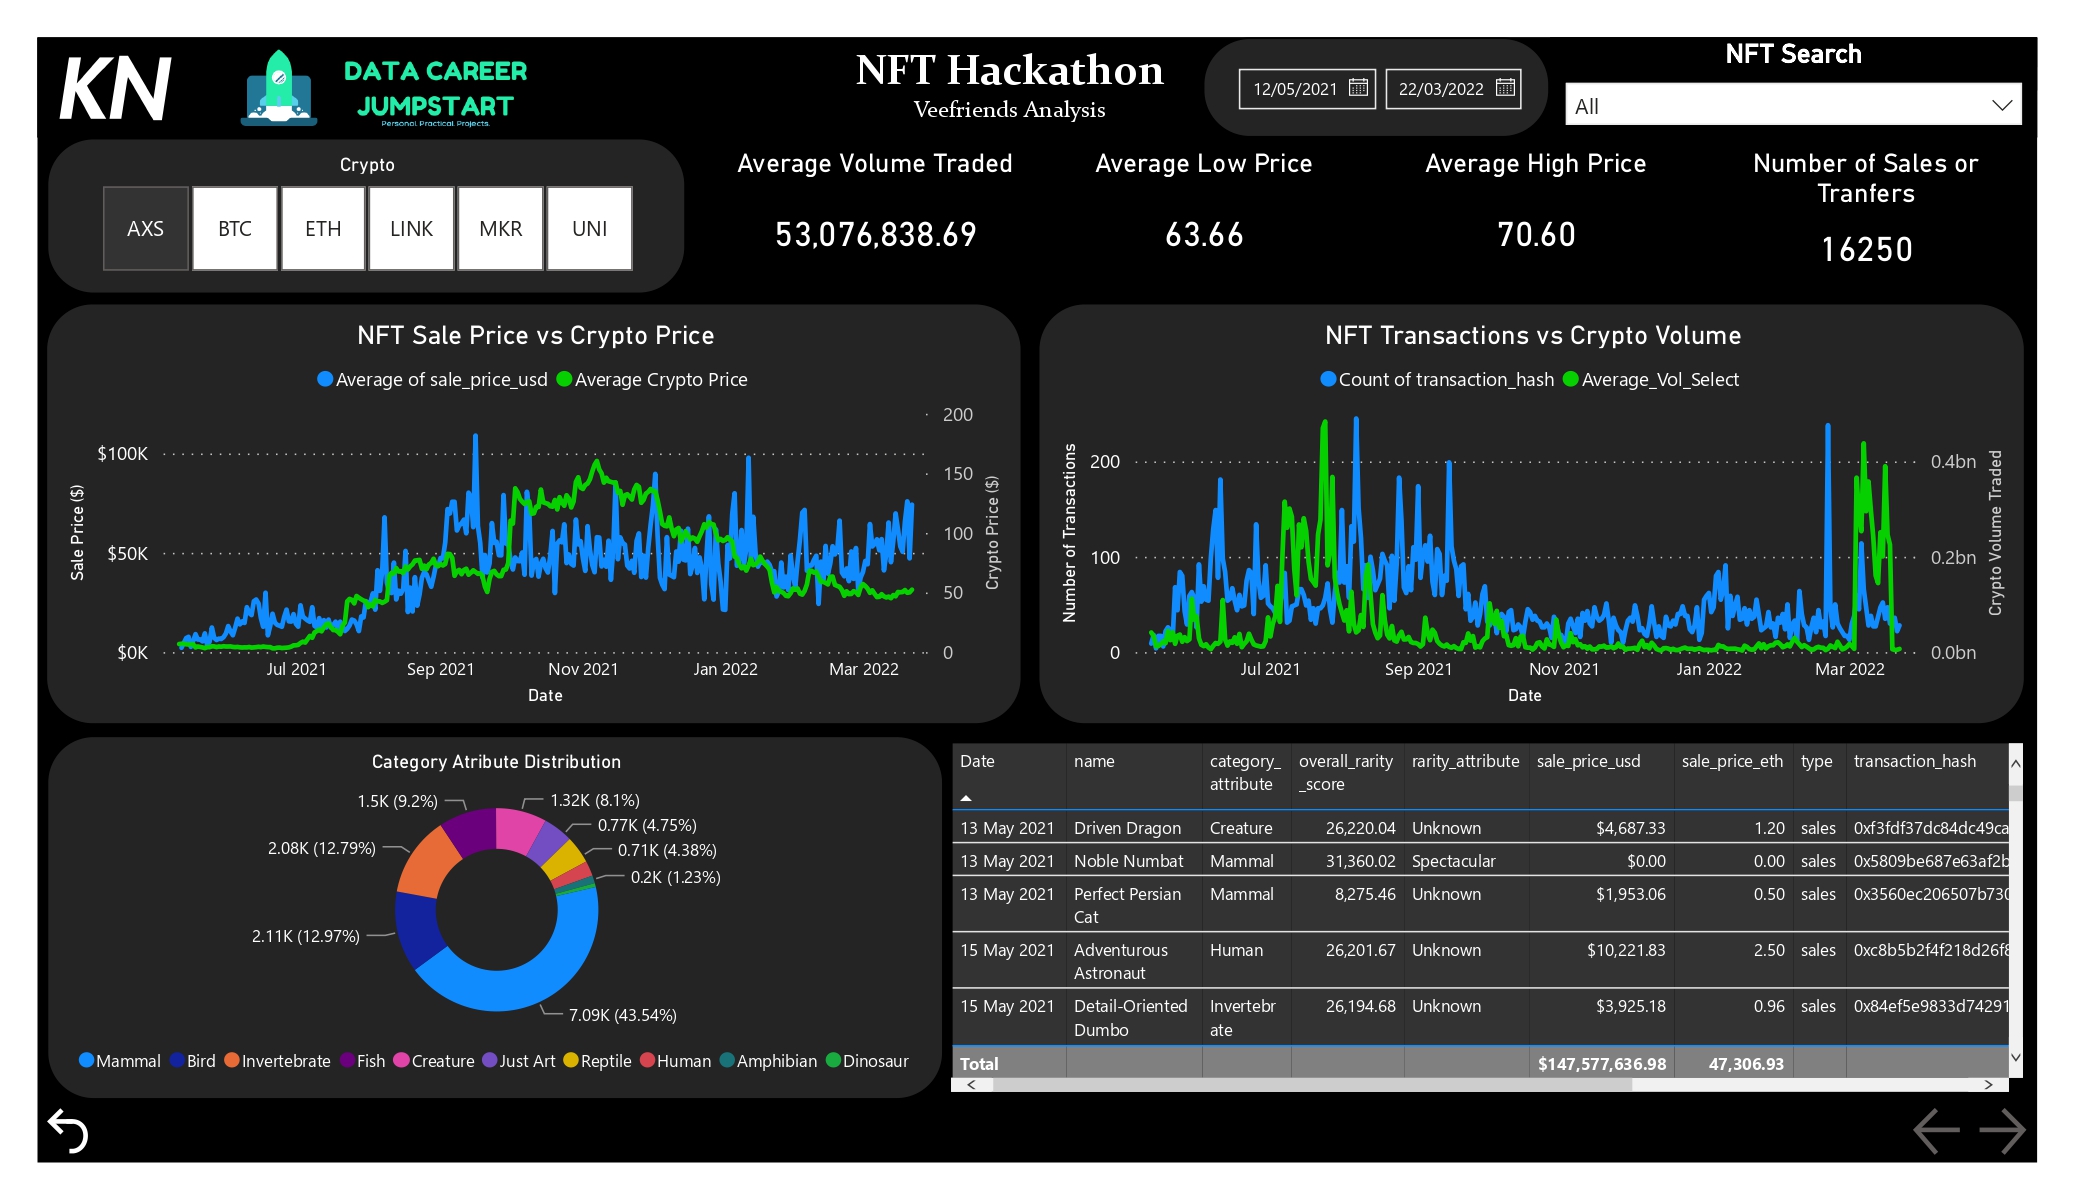 KN
DATA CAREER
JUMPSTART
Personal. Practical. Projects.
NFT Hackathon
Veefriends Analysis
12/05/2021
22/03/2022
NFT Search
All
Crypto
AXS
BTC
ETH
LINK
MKR
UNI
Average Volume Traded
53,076,838.69
Average Low Price
63.66
Average High Price
70.60
Number of Sales or
Tranfers
16250
NFT Sale Price vs Crypto Price
Average of sale_price_usd
Average Crypto Price
Sale Price ($)
$100K
$50K
$0K
200
150
100
50
0
Crypto Price ($)
Jul 2021
Sep 2021
Nov 2021
Jan 2022
Mar 2022
Date
NFT Transactions vs Crypto Volume
Count of transaction_hash
Average_Vol_Select
Number of Transactions
200
100
0
0.4bn
0.2bn
0.0bn
Crypto Volume Traded
Jul 2021
Sep 2021
Nov 2021
Jan 2022
Mar 2022
Date
Category Atribute Distribution
1.5K (9.2%)
1.32K (8.1%)
0.77K (4.75%)
2.08K (12.79%)
0.71K (4.38%)
0.2K (1.23%)
2.11K (12.97%)
7.09K (43.54%)
Mammal
Bird
Invertebrate
Fish
Creature
Just Art
Reptile
Human
Amphibian
Dinosaur
Date name category_ overall_rarity rarity_attribute sale_price_usd sale_price_eth type transaction_hash
attribute _score
13 May 2021 Driven Dragon Creature 26,220.04 Unknown $4,687.33 1.20 sales 0xf3fdf37dc84dc49ca
13 May 2021 Noble Numbat Mammal 31,360.02 Spectacular $0.00 0.00 sales 0x5809be687e63af2b
13 May 2021 Perfect Persian Mammal 8,275.46 Unknown $1,953.06 0.50 sales 0x3560ec206507b730
Cat
15 May 2021 Adventurous Human 26,201.67 Unknown $10,221.83 2.50 sales 0xc8b5b2f4f218d26f8
Astronaut
15 May 2021 Detail-Oriented Invertebr 26,194.68 Unknown $3,925.18 0.96 sales 0x84ef5e9833d74291
Dumbo ate
Total $147,577,636.98 47,306.93